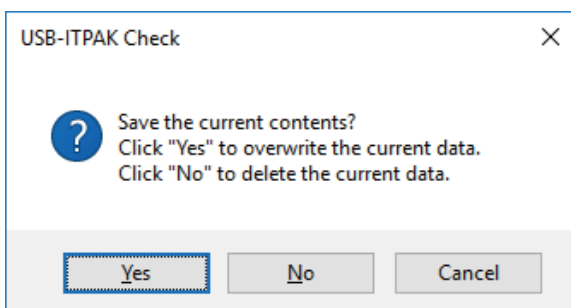 USB-ITPAK Check
Save the current contents?
Click "Yes" to overwrite the current data.
Click "No" to delete the current data.
Yes No Cancel